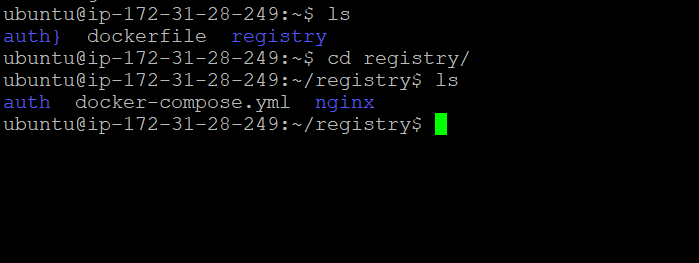 ubuntu@ip-172-31-28-249:~$ ls
auth}  dockerfile  registry
ubuntu@ip-172-31-28-249:~$ cd registry/
ubuntu@ip-172-31-28-249:~/registry$ ls
auth  docker-compose.yml  nginx
ubuntu@ip-172-31-28-249:~/registry$